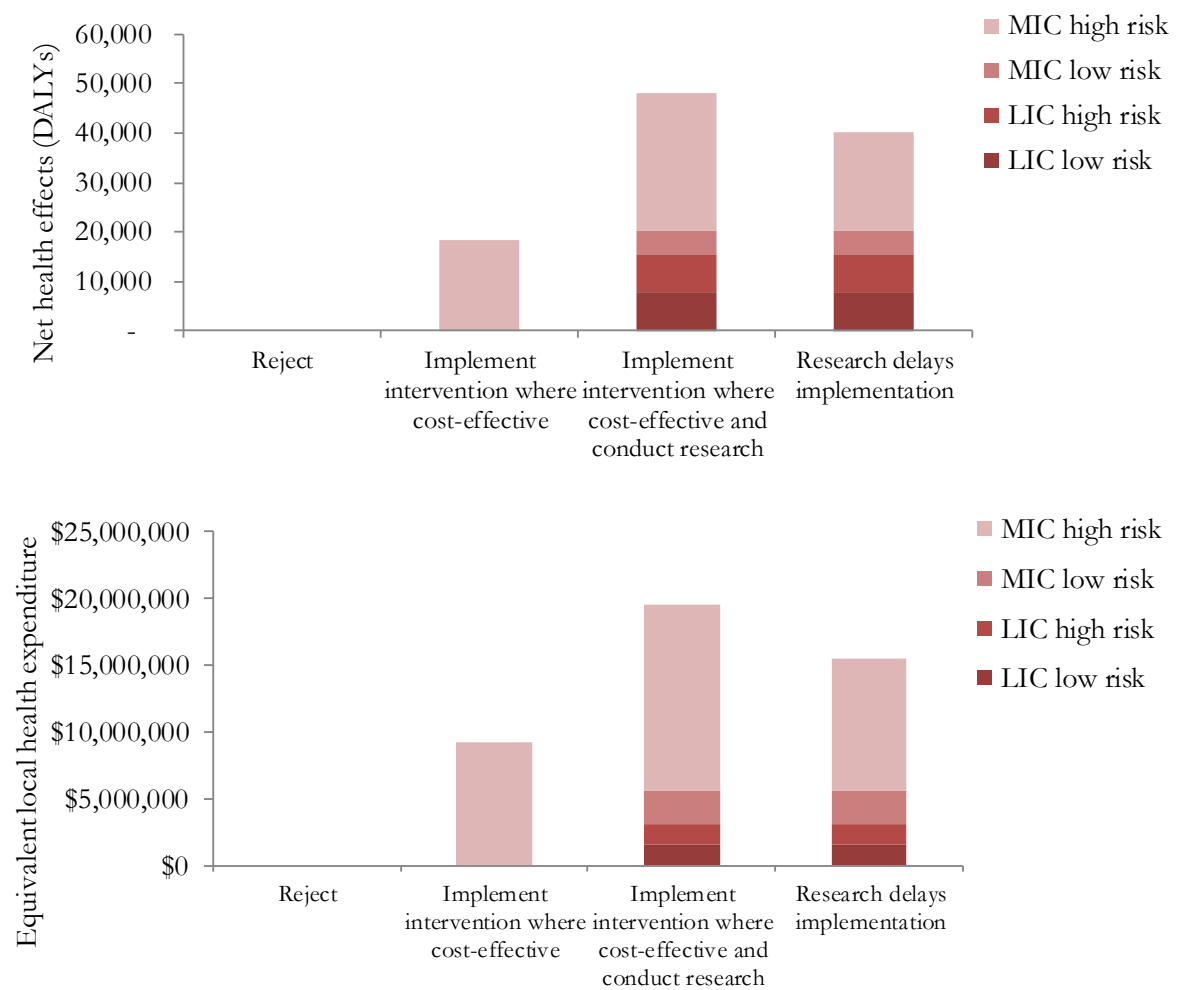 Net health effects (DALYs)
60,000
50,000
40,000
30,000
20,000
10,000
-
Reject
Implement
intervention where
cost-effective
Implement
intervention where
cost-effective and
conduct research
Research delays
implementation
MIC high risk
MIC low risk
LIC high risk
LIC low risk
Equivalent local health expenditure
$25,000,000
$20,000,000
$15,000,000
$10,000,000
$5,000,000
$0
Reject
Implement
intervention where
cost-effective
Implement
intervention where
cost-effective and
conduct research
Research delays
implementation
MIC high risk
MIC low risk
LIC high risk
LIC low risk